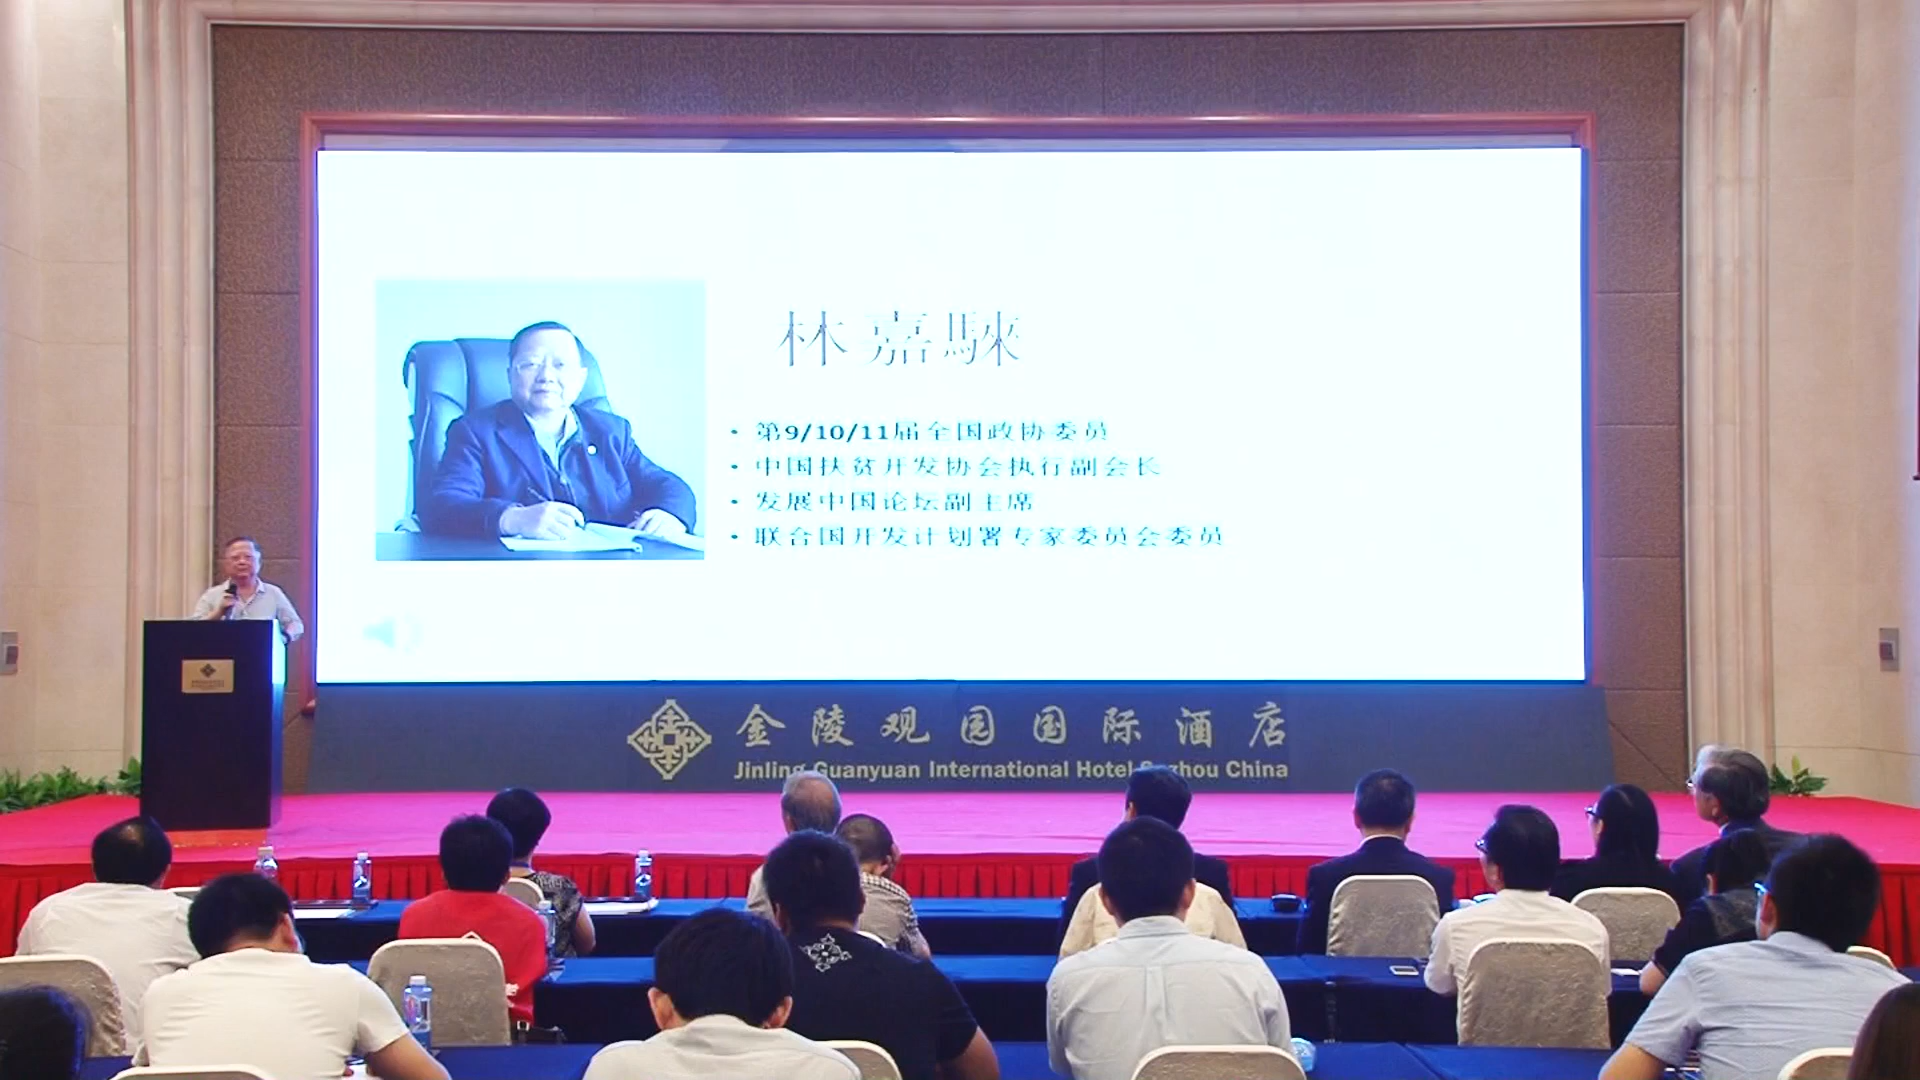 林嘉騋
• 第9/10/11届全国政协委员
• 中国扶贫开发协会执行副会长
• 发展中国论坛副主席
• 联合国开发计划署专家委员会委员
金陵观园国际酒店
Jinling Guanyuan International Hotel Suzhou China